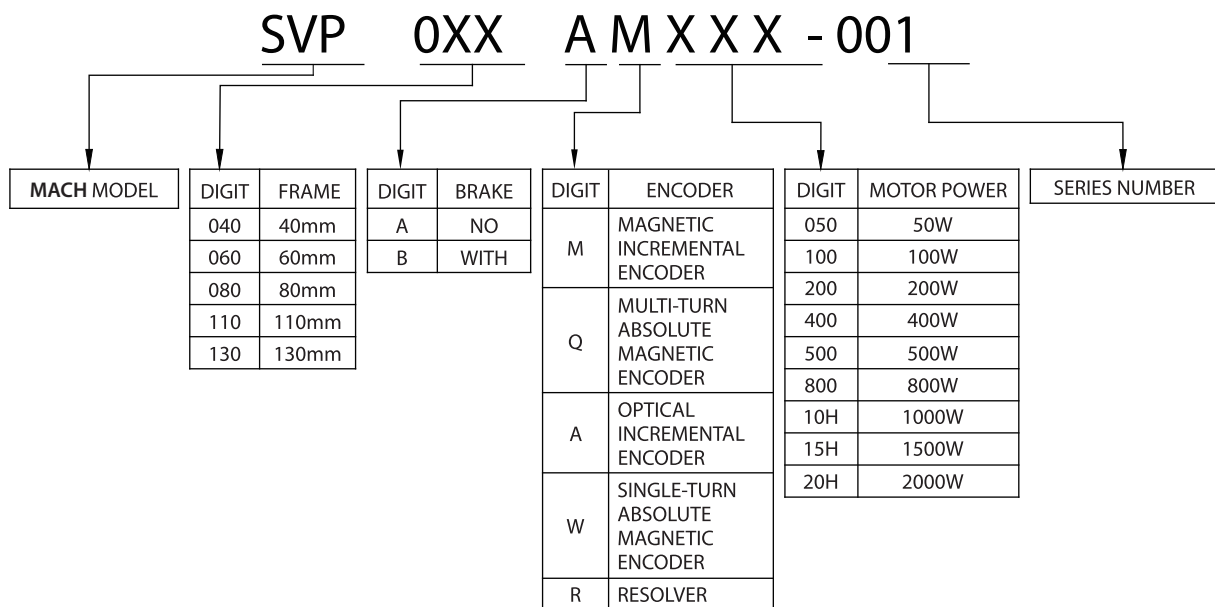 SVP 0XX A M X X X - 001
MACH MODEL
DIGIT FRAME
040 40mm
060 60mm
080 80mm
110 110mm
130 130mm
DIGIT BRAKE
A NO
B WITH
DIGIT ENCODER
M MAGNETIC
INCREMENTAL
ENCODER
Q MULTI-TURN
ABSOLUTE
MAGNETIC
ENCODER
A OPTICAL
INCREMENTAL
ENCODER
W SINGLE-TURN
ABSOLUTE
MAGNETIC
ENCODER
R RESOLVER
DIGIT MOTOR POWER
050 50W
100 100W
200 200W
400 400W
500 500W
800 800W
10H 1000W
15H 1500W
20H 2000W
SERIES NUMBER